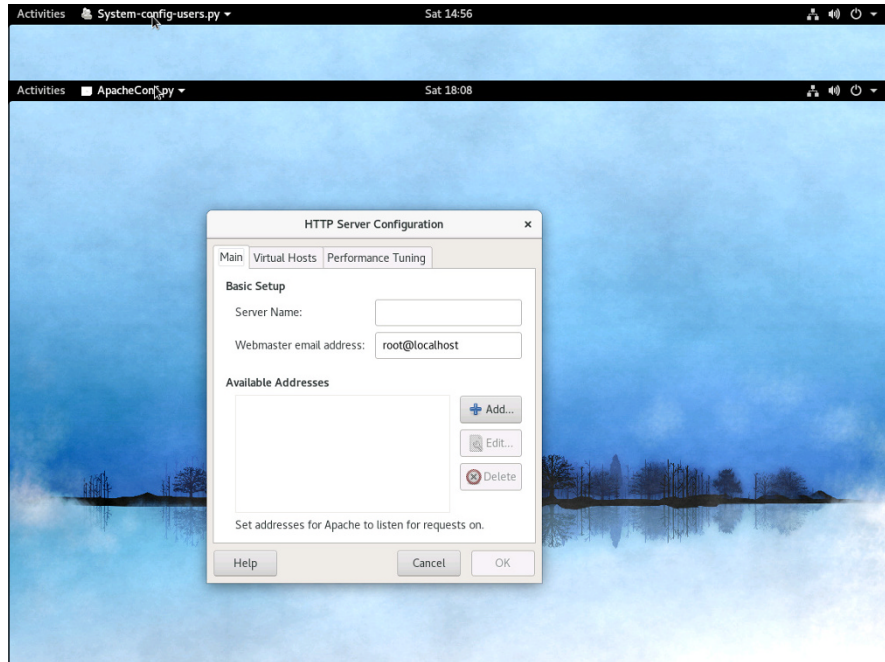 Activities System-config-users.py Sat 14:56
Activities ApacheConf.py Sat 18:08
HTTP Server Configuration
Main Virtual Hosts Performance Tuning
Basic Setup
Server Name:
Webmaster email address: root@localhost
Available Addresses
Add...
Edit...
Delete
Set addresses for Apache to listen for requests on.
Help Cancel OK